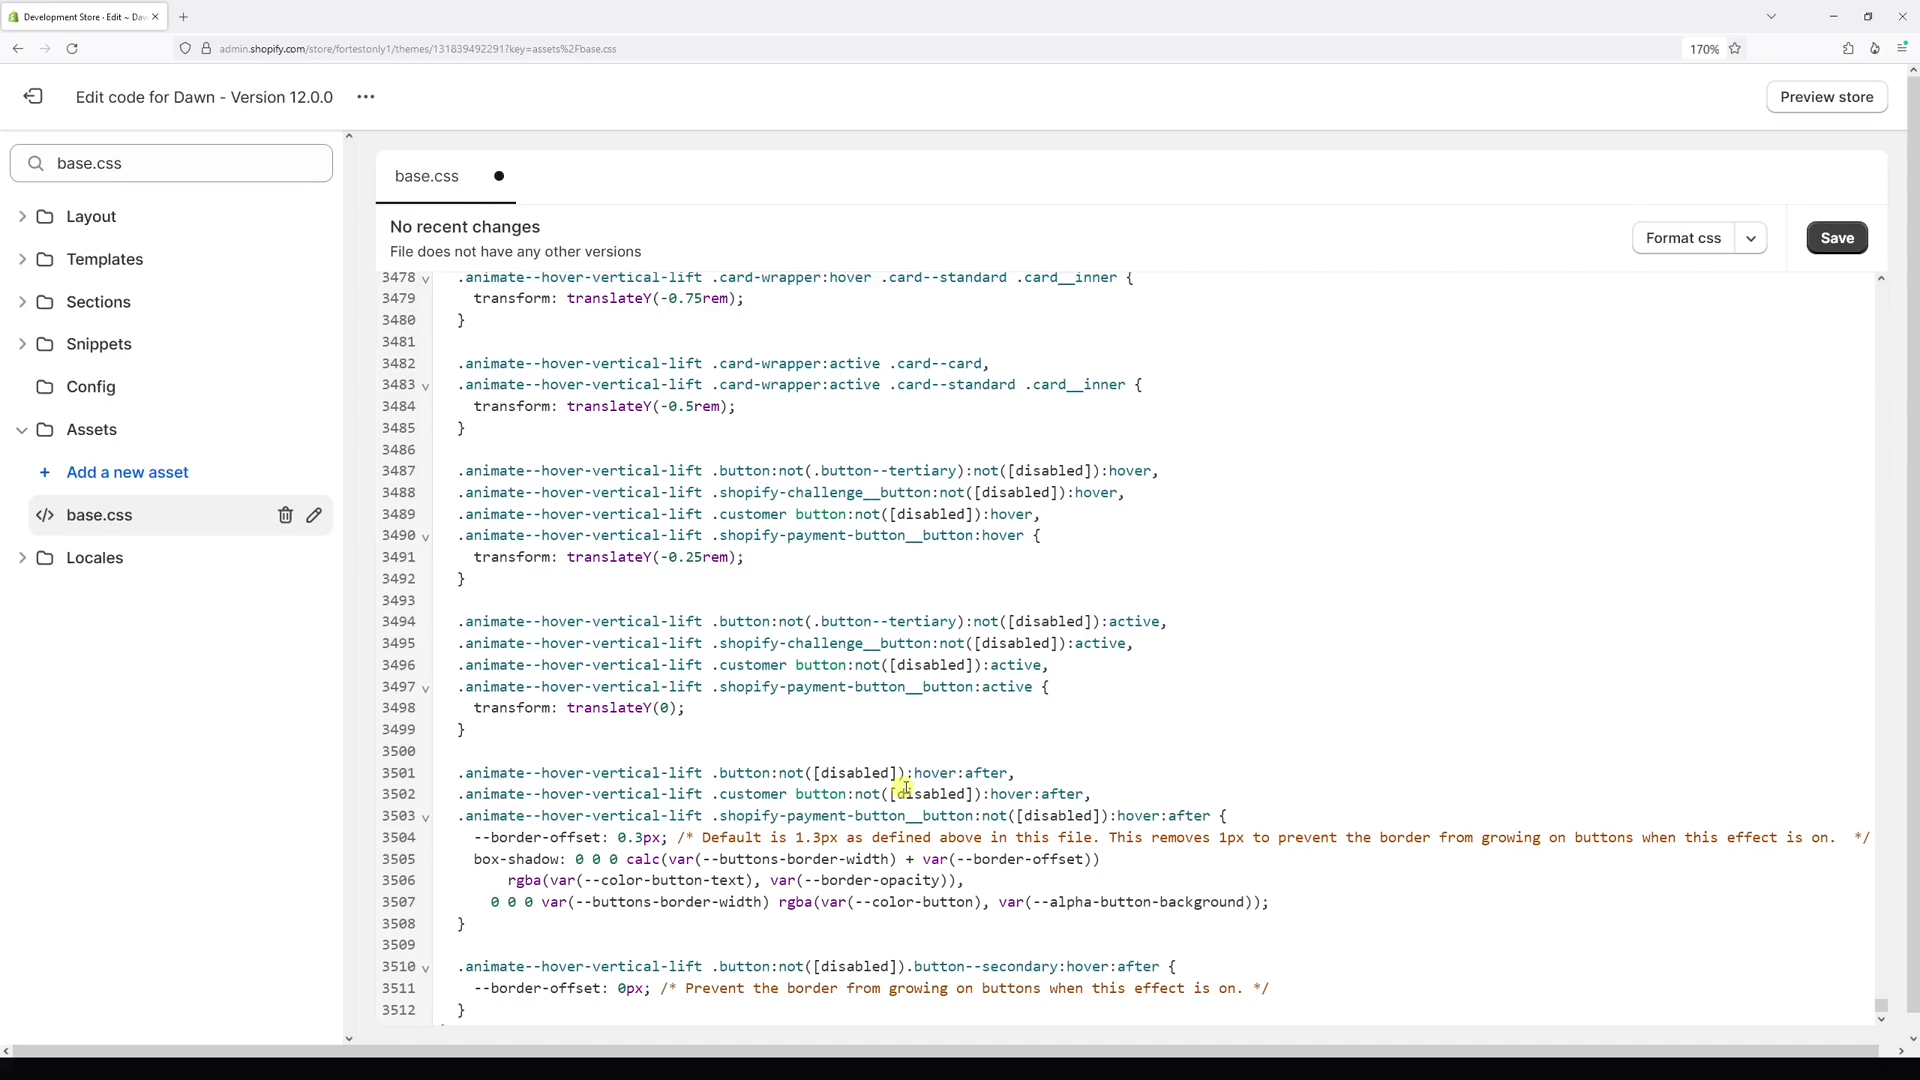 Development Store · Edit ~ Daw
admin.shopify.com/store/fortestonly1/themes/131839492291?key=assets%2Fbase.css
170%
Edit code for Dawn - Version 12.0.0
Preview store
base.css
Layout
Templates
Sections
Snippets
Config
Assets
+ Add a new asset
base.css
Locales
base.css
No recent changes
File does not have any other versions
Format css
Save
3478 .animate--hover-vertical-lift .card-wrapper:hover .card--standard .card__inner {
3479 transform: translateY(-0.75rem);
3480 }
3481
3482 .animate--hover-vertical-lift .card-wrapper:active .card--card,
3483 .animate--hover-vertical-lift .card-wrapper:active .card--standard .card__inner {
3484 transform: translateY(-0.5rem);
3485 }
3486
3487 .animate--hover-vertical-lift .button:not(.button--tertiary):not([disabled]):hover,
3488 .animate--hover-vertical-lift .shopify-challenge__button:not([disabled]):hover,
3489 .animate--hover-vertical-lift .customer button:not([disabled]):hover,
3490 .animate--hover-vertical-lift .shopify-payment-button__button:hover {
3491 transform: translateY(-0.25rem);
3492 }
3493
3494 .animate--hover-vertical-lift .button:not(.button--tertiary):not([disabled]):active,
3495 .animate--hover-vertical-lift .shopify-challenge__button:not([disabled]):active,
3496 .animate--hover-vertical-lift .customer button:not([disabled]):active,
3497 .animate--hover-vertical-lift .shopify-payment-button__button:active {
3498 transform: translateY(0);
3499 }
3500
3501 .animate--hover-vertical-lift .button:not([disabled]):hover:after,
3502 .animate--hover-vertical-lift .customer button:not([disabled]):hover:after,
3503 .animate--hover-vertical-lift .shopify-payment-button__button:not([disabled]):hover:after {
3504 --border-offset: 0.3px; /* Default is 1.3px as defined above in this file. This removes 1px to prevent the border from growing on buttons when this effect is on.  */
3505 box-shadow: 0 0 0 calc(var(--buttons-border-width) + var(--border-offset))
3506 rgba(var(--color-button-text), var(--border-opacity)),
3507 0 0 0 var(--buttons-border-width) rgba(var(--color-button), var(--alpha-button-background));
3508 }
3509
3510 .animate--hover-vertical-lift .button:not([disabled]).button--secondary:hover:after {
3511 --border-offset: 0px; /* Prevent the border from growing on buttons when this effect is on. */
3512 }